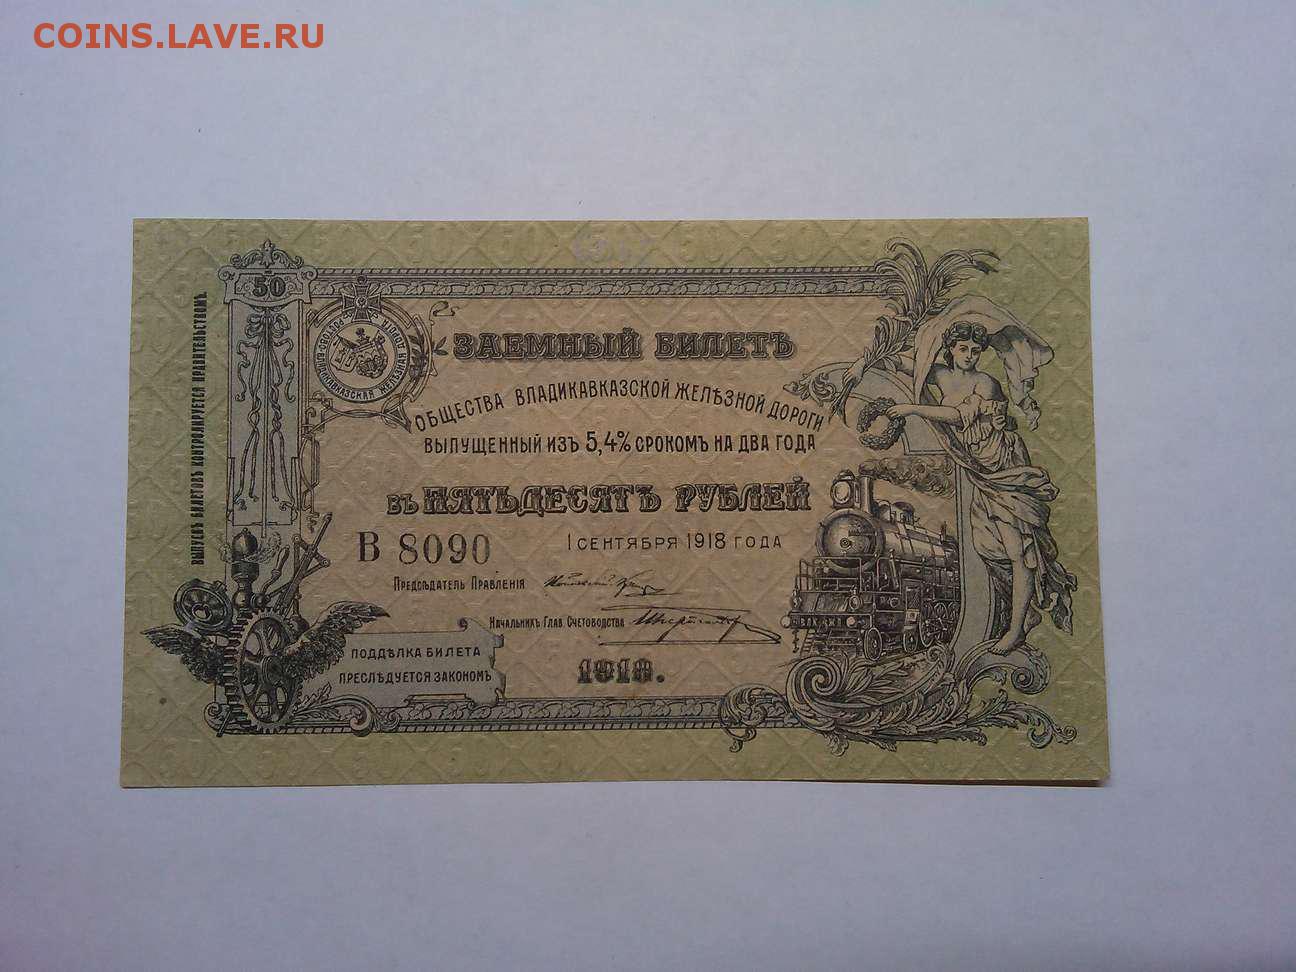 COINS.LAVE.RU
50
ВЫПУСКЪ БИЛЕТОВЪ КОНТРОЛИРУЕТСЯ ПРАВИТЕЛЬСТВОМЪ.
ЗАЕМНЫЙ БИЛЕТЪ
ОБЩЕСТВА ВЛАДИКАВКАЗСКОЙ ЖЕЛѢЗНОЙ ДОРОГИ
ВЫПУЩЕННЫЙ ИЗЪ 5,4% СРОКОМЪ НА ДВА ГОДА
ВЪ ПЯТЬДЕСЯТЪ РУБЛЕЙ
В 8090
1 СЕНТЯБРЯ 1918 ГОДА
Предсѣдатель Правленія
Начальникъ Глав. Счетоводства
ПОДДѢЛКА БИЛЕТА
ПРЕСЛѢДУЕТСЯ ЗАКОНОМЪ
1918.